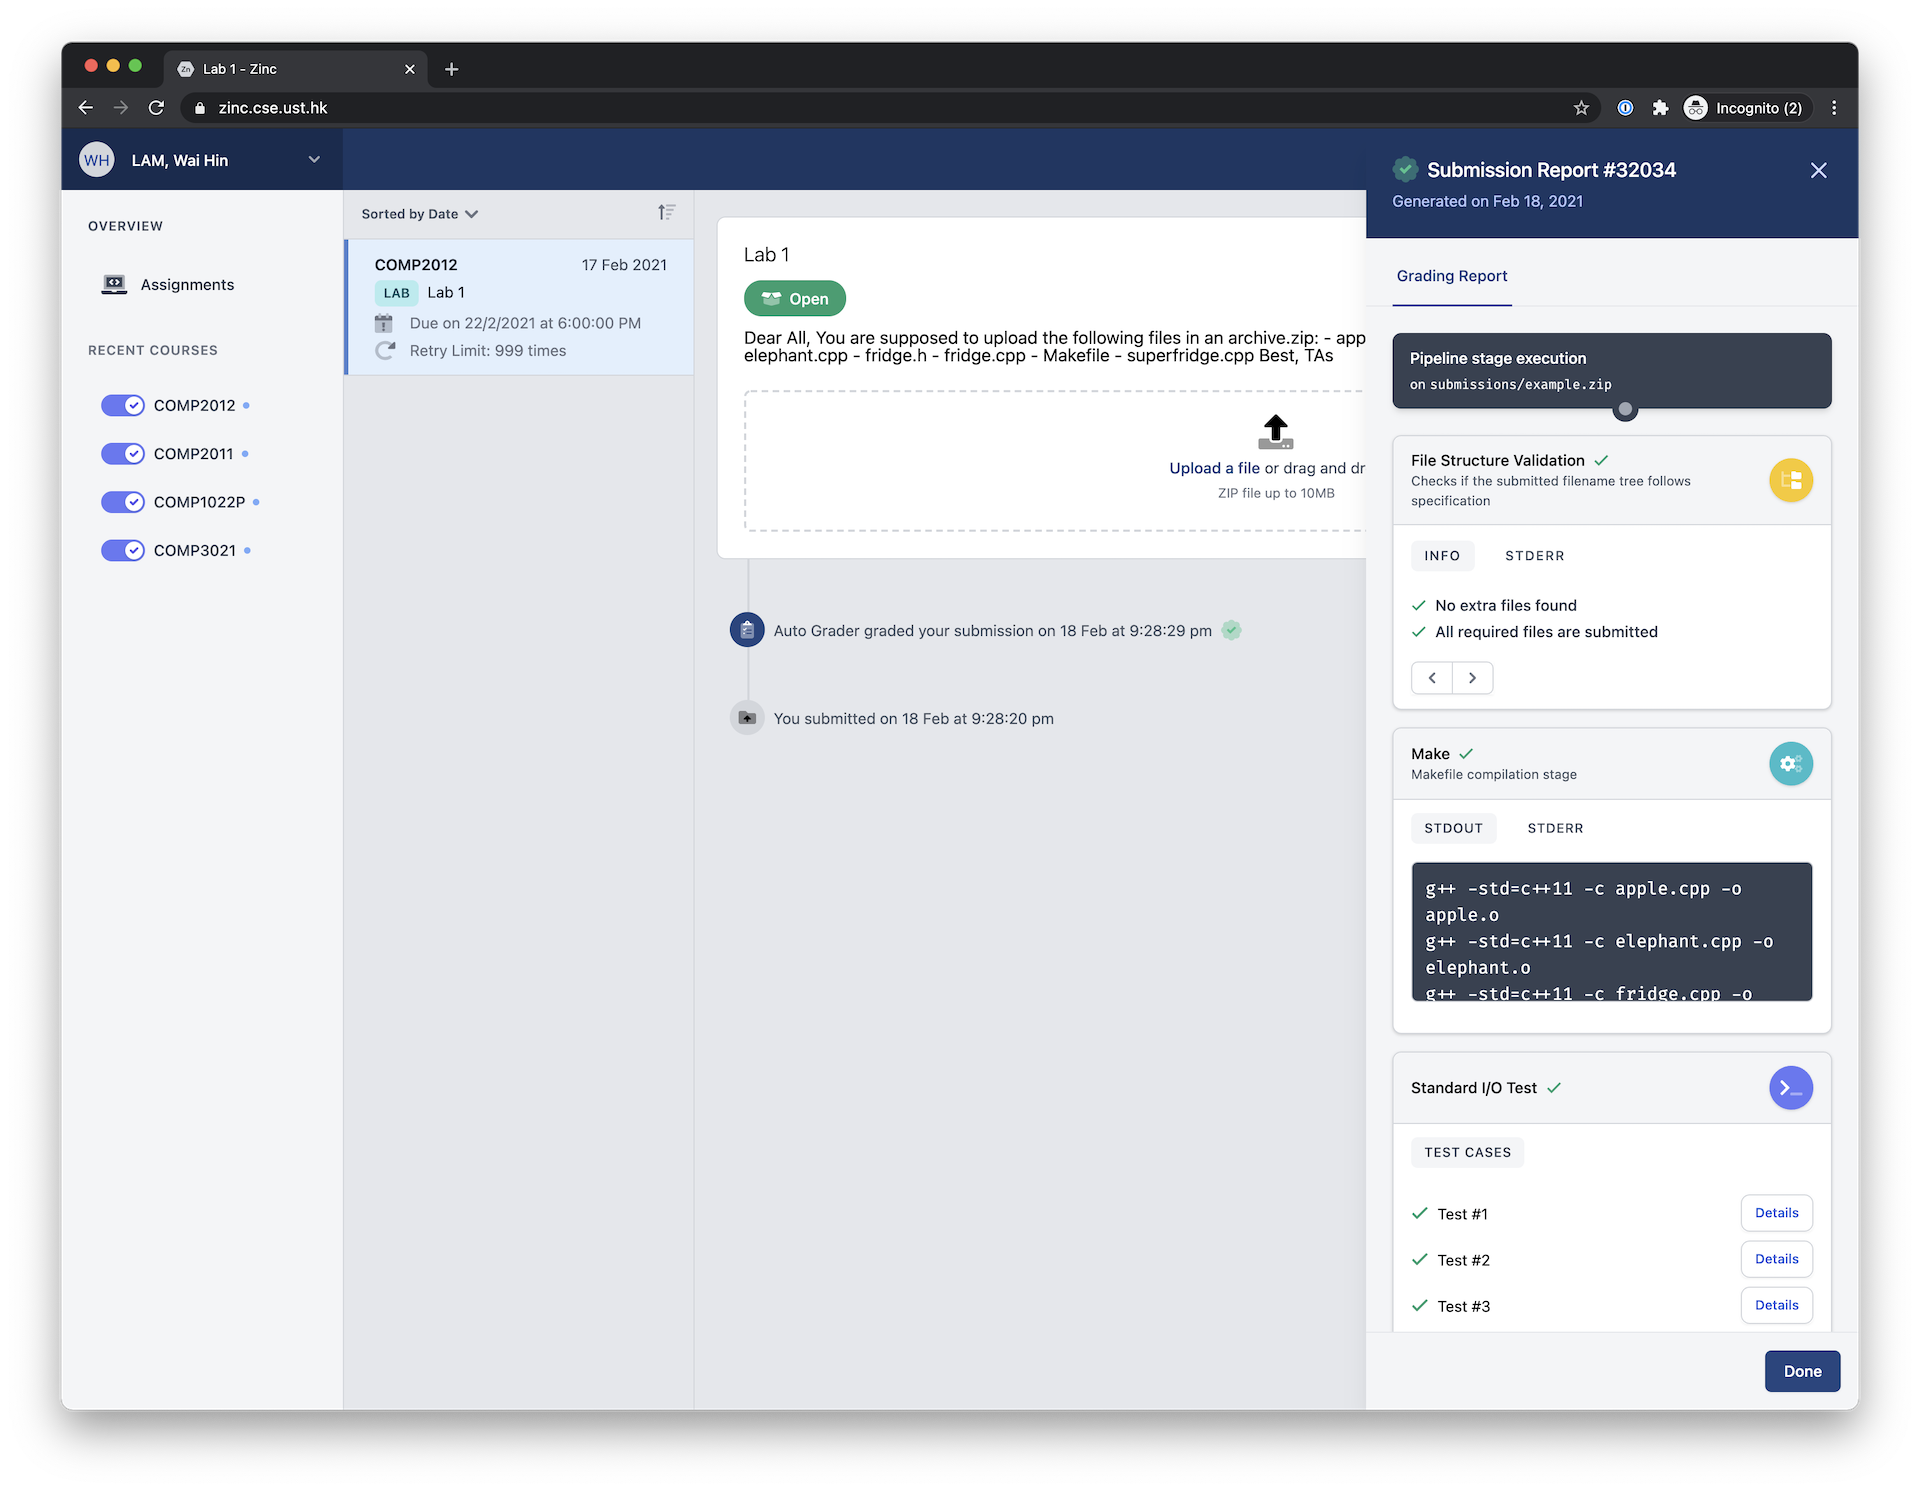 Lab 1 - Zinc
zinc.cse.ust.hk
Incognito (2)
WH LAM, Wai Hin
OVERVIEW
Assignments
RECENT COURSES
COMP2012
COMP2011
COMP1022P
COMP3021
Sorted by Date
COMP2012 17 Feb 2021
LAB Lab 1
Due on 22/2/2021 at 6:00:00 PM
Retry Limit: 999 times
Lab 1
Open
Dear All, You are supposed to upload the following files in an archive.zip: - app
elephant.cpp - fridge.h - fridge.cpp - Makefile - superfridge.cpp Best, TAs
Upload a file or drag and dr
ZIP file up to 10MB
Auto Grader graded your submission on 18 Feb at 9:28:29 pm
You submitted on 18 Feb at 9:28:20 pm
Submission Report #32034
Generated on Feb 18, 2021
Grading Report
Pipeline stage execution
on submissions/example.zip
File Structure Validation
Checks if the submitted filename tree follows
specification
INFO STDERR
No extra files found
All required files are submitted
Make
Makefile compilation stage
STDOUT STDERR
g++ -std=c++11 -c apple.cpp -o
apple.o
g++ -std=c++11 -c elephant.cpp -o
elephant.o
g++ -std=c++11 -c fridge.cpp -o
Standard I/O Test
TEST CASES
Test #1 Details
Test #2 Details
Test #3 Details
Done